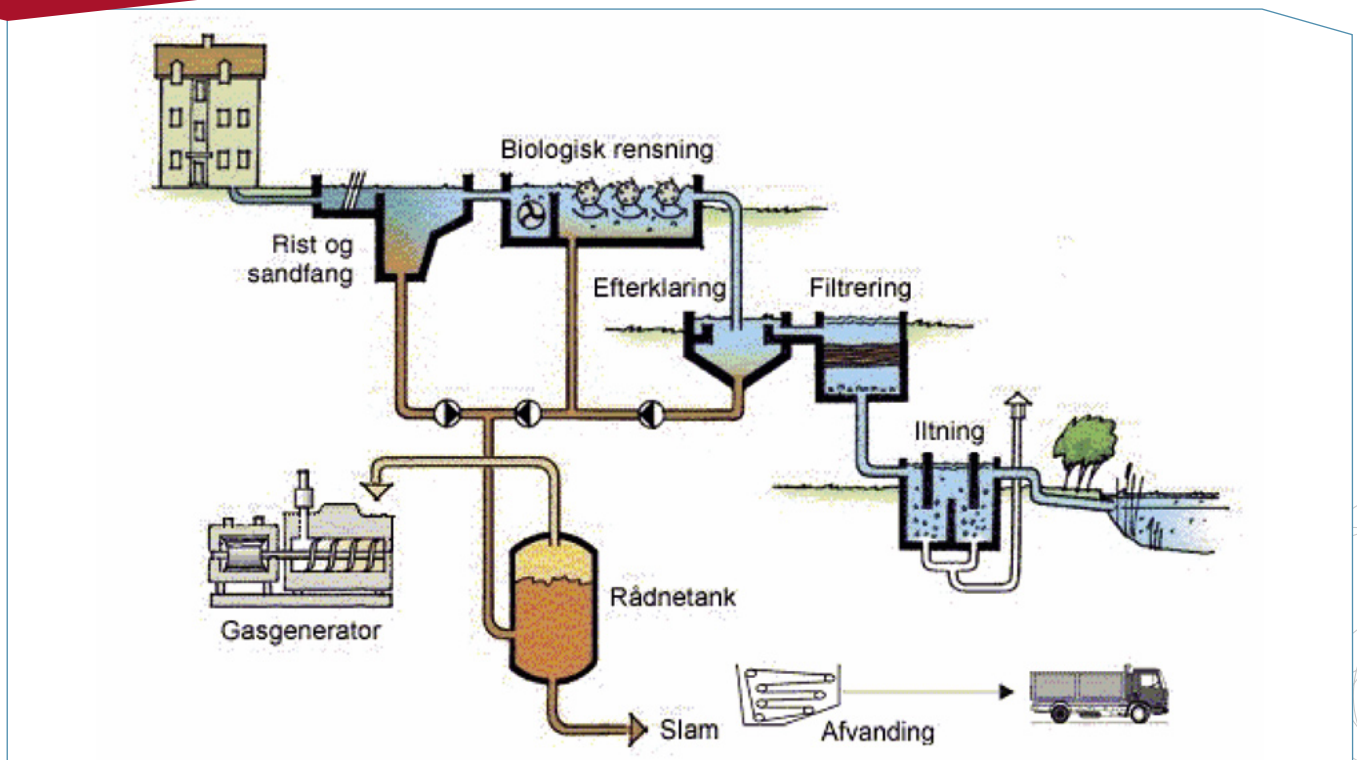 Biologisk rensning
Rist og
sandfang
Efterklaring
Filtrering
Iltning
Rådnetank
Gasgenerator
Slam
Afvanding